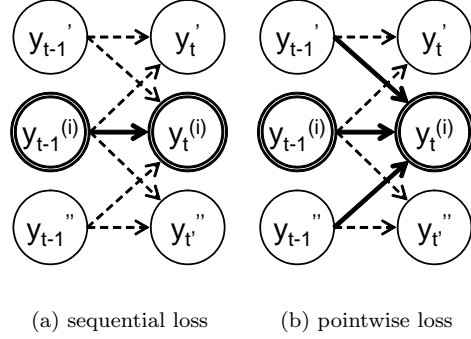 y_{t-1}' y_t' y_{t-1}' y_t'
y_{t-1}^{(i)} y_t^{(i)} y_{t-1}^{(i)} y_t^{(i)}
y_{t-1}'' y_{t'}'' y_{t-1}'' y_{t'}''
(a) sequential loss (b) pointwise loss